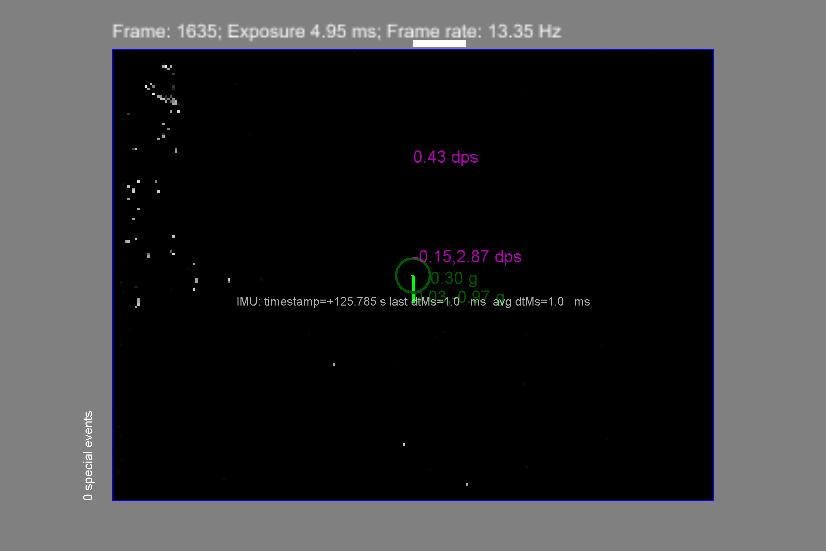 Frame: 1635; Exposure 4.95 ms; Frame rate: 13.35 Hz
0.43 dps
-0.15,2.87 dps
0.30 g
0.97 g
IMU: timestamp=+125.785 s last dtMs=1.0 ms avg dtMs=1.0 ms
0 special events